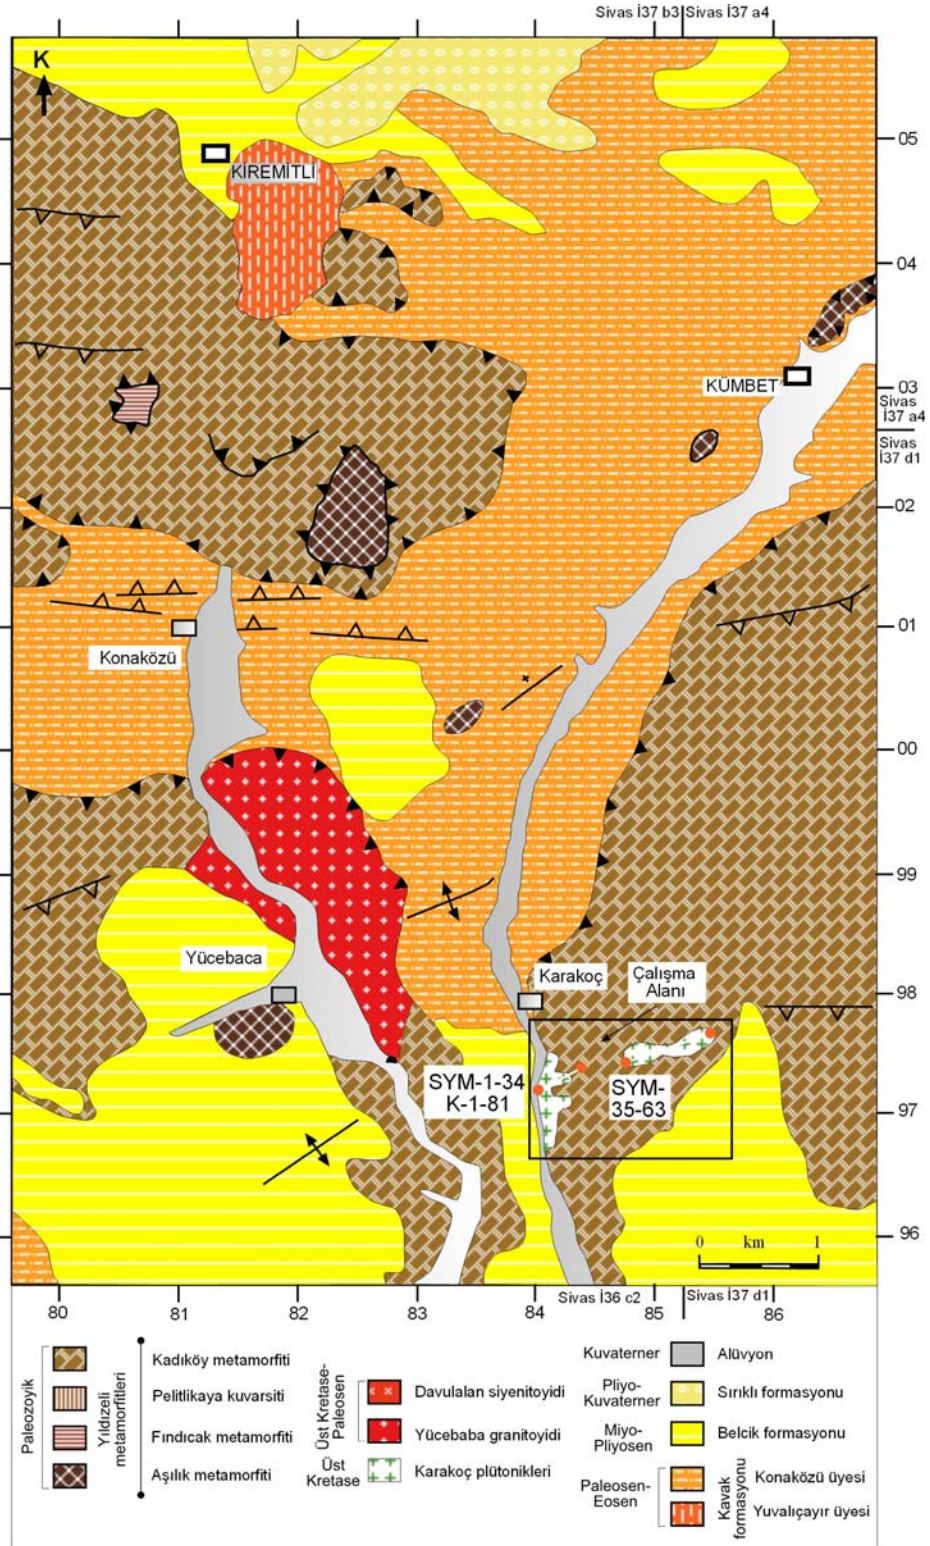 Sivas İ37 b3 Sivas İ37 a4
K
05
KİREMİTLİ
04
KÜMBET
03
Sivas
İ37 a4
Sivas
İ37 d1
02
01
Konaközü
00
99
Yücebaca
Karakoç
Çalışma
Alanı
98
SYM-1-34
K-1-81
SYM-
35-63
97
0 km 1
96
80 81 82 83 84 85 86
Sivas İ36 c2 Sivas İ37 d1
Paleozoyik
Yıldızeli
metamorfitleri
Kadıköy metamorfiti
Pelitlikaya kuvarsiti
Fındıcak metamorfiti
Aşılık metamorfiti
Üst Kretase-
Paleosen
Davulalan siyenitoyidi
Yücebaba granitoyidi
Üst
Kretase
Karakoç plütonikleri
Kuvaterner
Alüvyon
Pliyo-
Kuvaterner
Sırıklı formasyonu
Miyo-
Pliyosen
Belcik formasyonu
Paleosen-
Eosen
Kavak
formasyonu
Konaközü üyesi
Yuvalıçayır üyesi